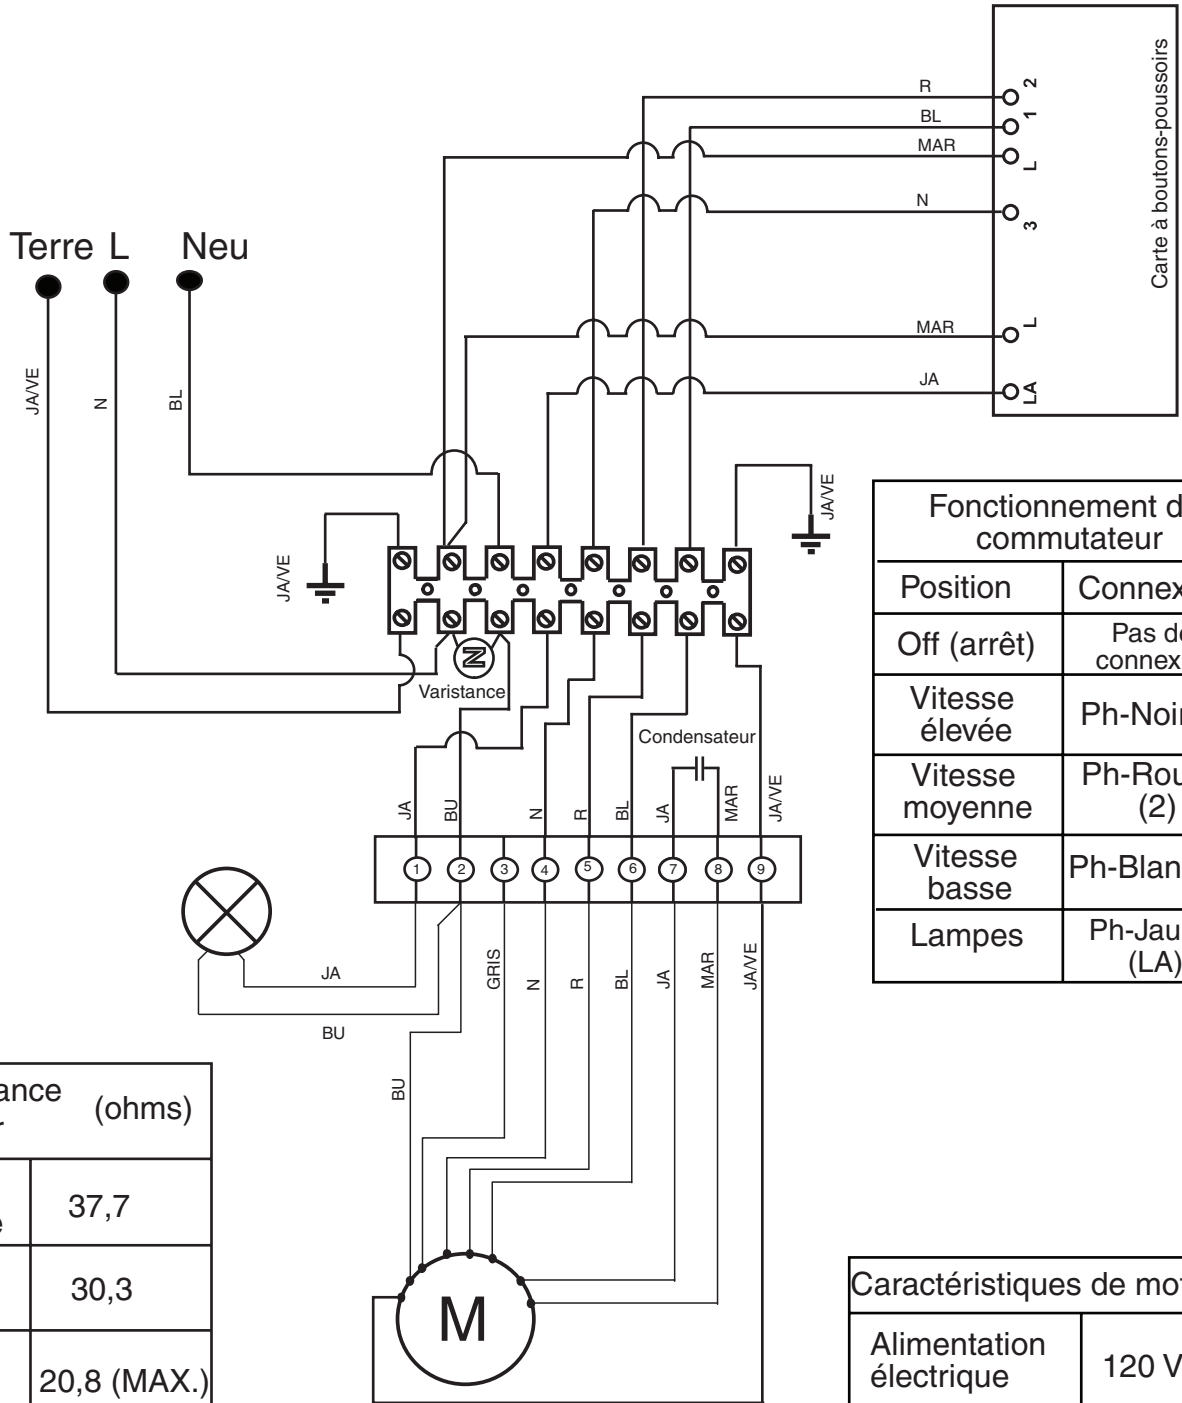 R
2
BL
1
MAR
L
N
3
Carte à boutons-poussoirs
Terre L Neu
JA/VE
N
BL
MAR
L
JA
LA
JA/VE
JA/VE
Varistance
Condensateur
JA
BU
N
R
BL
JA
MAR
JA/VE
1 2 3 4 5 6 7 8 9
JA
BU
BU
GRIS
N
R
BL
JA
MAR
JA/VE
M
Fonctionnement d
commutateur
Position
Connex
Off (arrêt)
Pas de
connex
Vitesse
élevée
Ph-Noir
Vitesse
moyenne
Ph-Rou
(2)
Vitesse
basse
Ph-Blan
Lampes
Ph-Jau
(LA)
ance
(ohms)
37,7
30,3
20,8 (MAX.)
Caractéristiques de mot
Alimentation
électrique
120 V